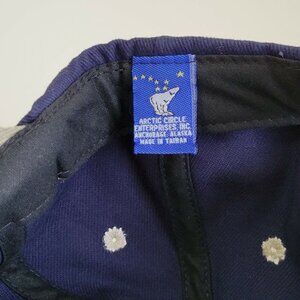 ARCTIC CIRCLE
ENTERPRISES, INC.
ANCHORAGE, ALASKA
MADE IN TAIWAN